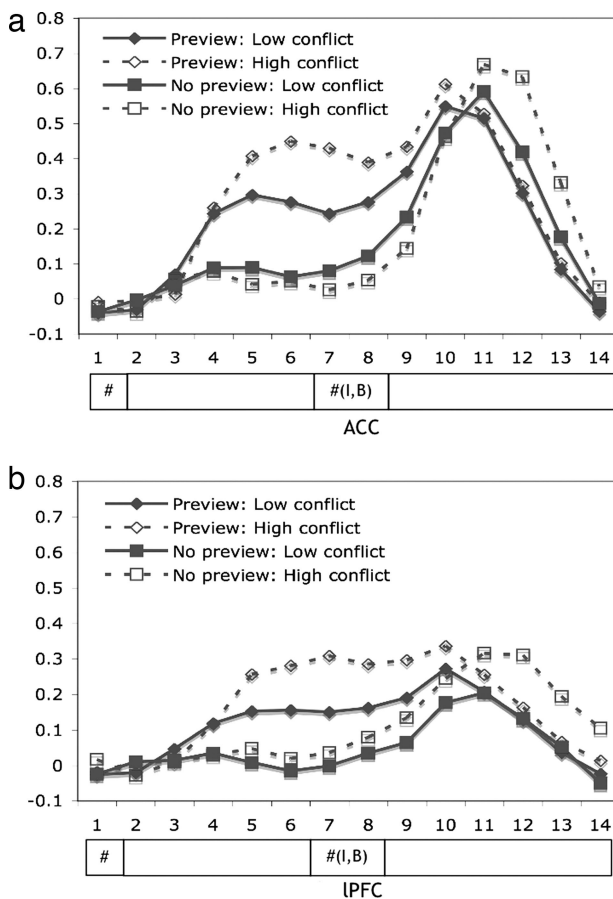 a
0.8
0.7
0.6
0.5
0.4
0.3
0.2
0.1
0
-0.1
Preview: Low conflict
Preview: High conflict
No preview: Low conflict
No preview: High conflict
1 2 3 4 5 6 7 8 9 10 11 12 13 14
# #(I,B)
ACC
b
0.8
0.7
0.6
0.5
0.4
0.3
0.2
0.1
0
-0.1
Preview: Low conflict
Preview: High conflict
No preview: Low conflict
No preview: High conflict
1 2 3 4 5 6 7 8 9 10 11 12 13 14
# #(I,B)
lPFC